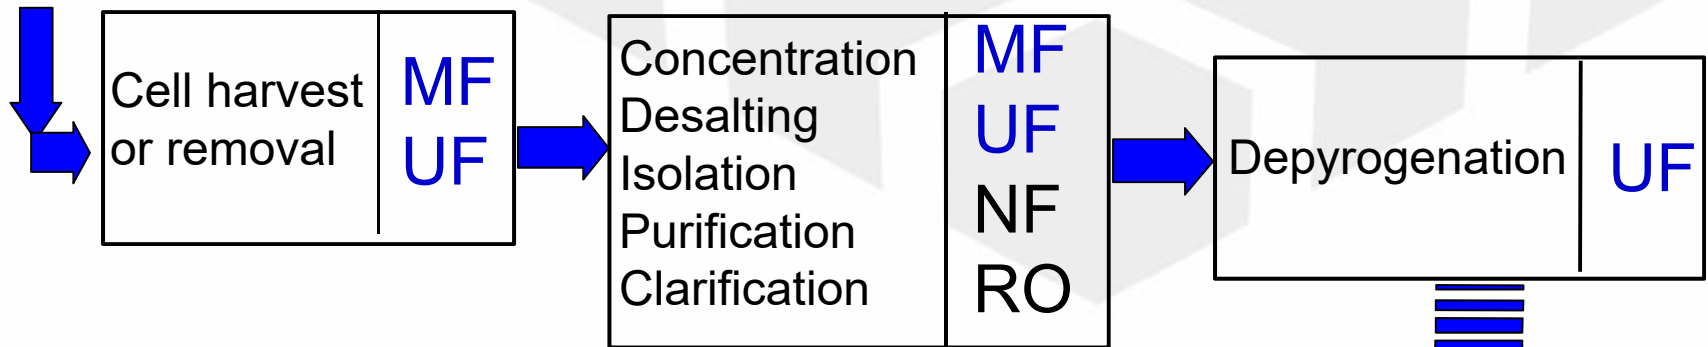 Cell harvest
or removal
MF
UF
Concentration
Desalting
Isolation
Purification
Clarification
MF
UF
NF
RO
Depyrogenation
UF